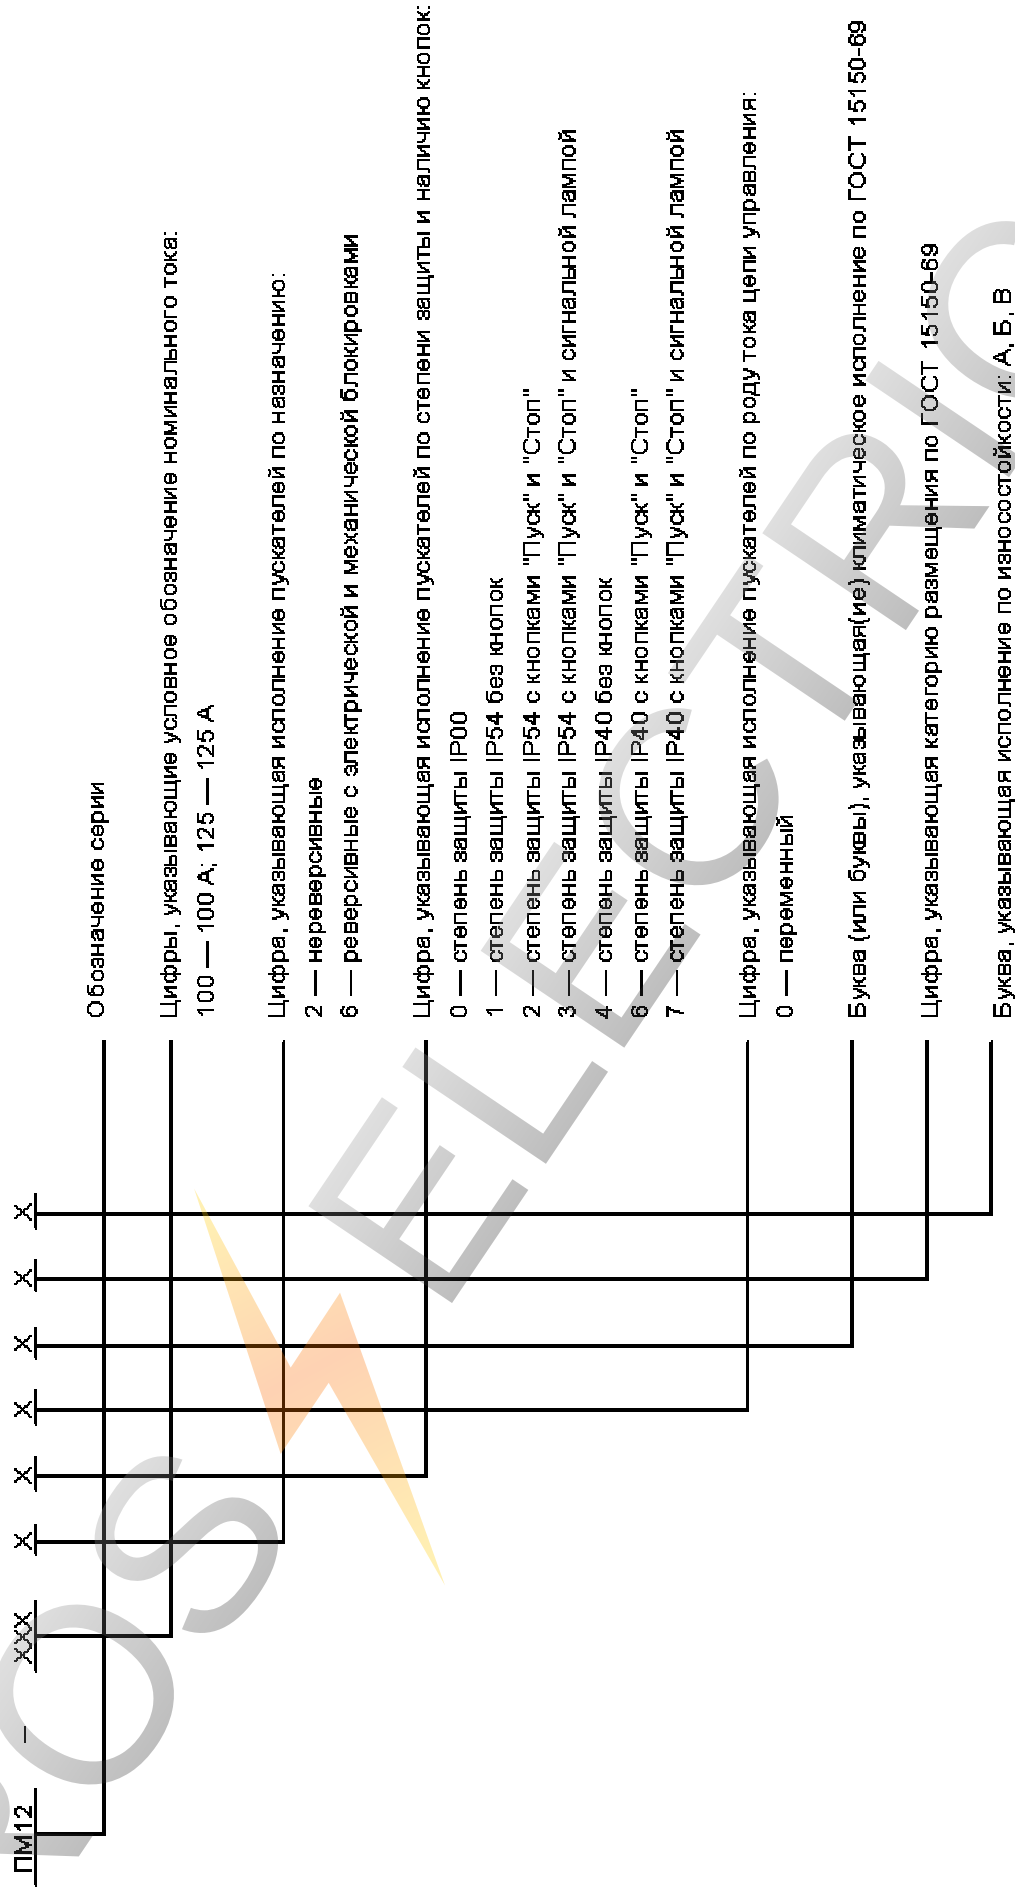 ПМ12 — XXX X X X X X X
Обозначение серии
Цифры, указывающие условное обозначение номинального тока:
100 — 100 А; 125 — 125 А
Цифра, указывающая исполнение пускателей по назначению:
2 — нереверсивные
6 — реверсивные с электрической и механической блокировками
Цифра, указывающая исполнение пускателей по степени защиты и наличию кнопок:
0 — степень защиты IP00
1 — степень защиты IP54 без кнопок
2 — степень защиты IP54 с кнопками "Пуск" и "Стоп"
3 — степень защиты IP54 с кнопками "Пуск" и "Стоп" и сигнальной лампой
4 — степень защиты IP40 без кнопок
6 — степень защиты IP40 с кнопками "Пуск" и "Стоп"
7 — степень защиты IP40 с кнопками "Пуск" и "Стоп" и сигнальной лампой
Цифра, указывающая исполнение пускателей по роду тока цепи управления:
0 — переменный
Буква (или буквы), указывающая(ие) климатическое исполнение по ГОСТ 15150-69
Цифра, указывающая категорию размещения по ГОСТ 15150-69
Буква, указывающая исполнение по износостойкости: А, Б, В
ROS ELECTRIC